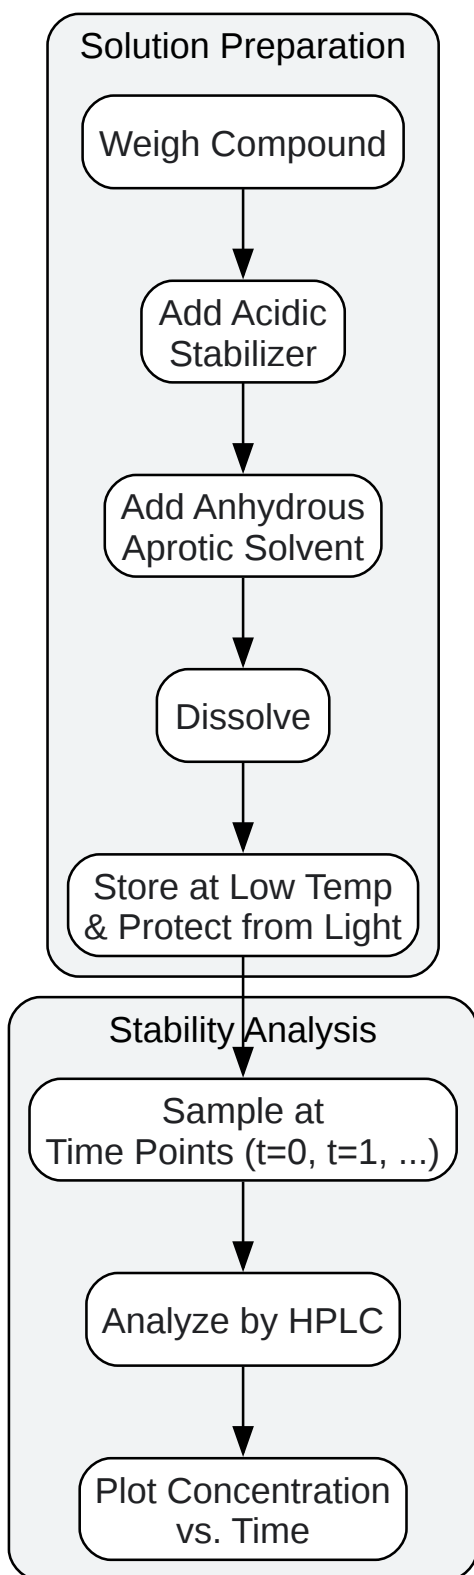 Solution Preparation
Weigh Compound
Add Acidic
Stabilizer
Add Anhydrous
Aprotic Solvent
Dissolve
Store at Low Temp
& Protect from Light
Stability Analysis
Sample at
Time Points (t=0, t=1, ...)
Analyze by HPLC
Plot Concentration
vs. Time